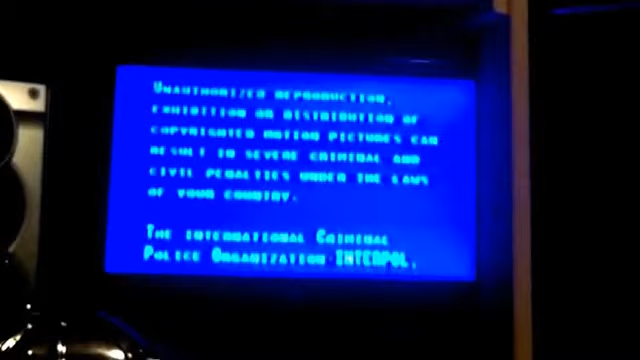 UNAUTHORIZED REPRODUCTION,
EXHIBITION OR DISTRIBUTION OF
COPYRIGHTED MOTION PICTURES CAN
RESULT IN SEVERE CRIMINAL AND
CIVIL PENALTIES UNDER THE LAWS
OF YOUR COUNTRY.
THE INTERNATIONAL CRIMINAL
POLICE ORGANIZATION-INTERPOL.